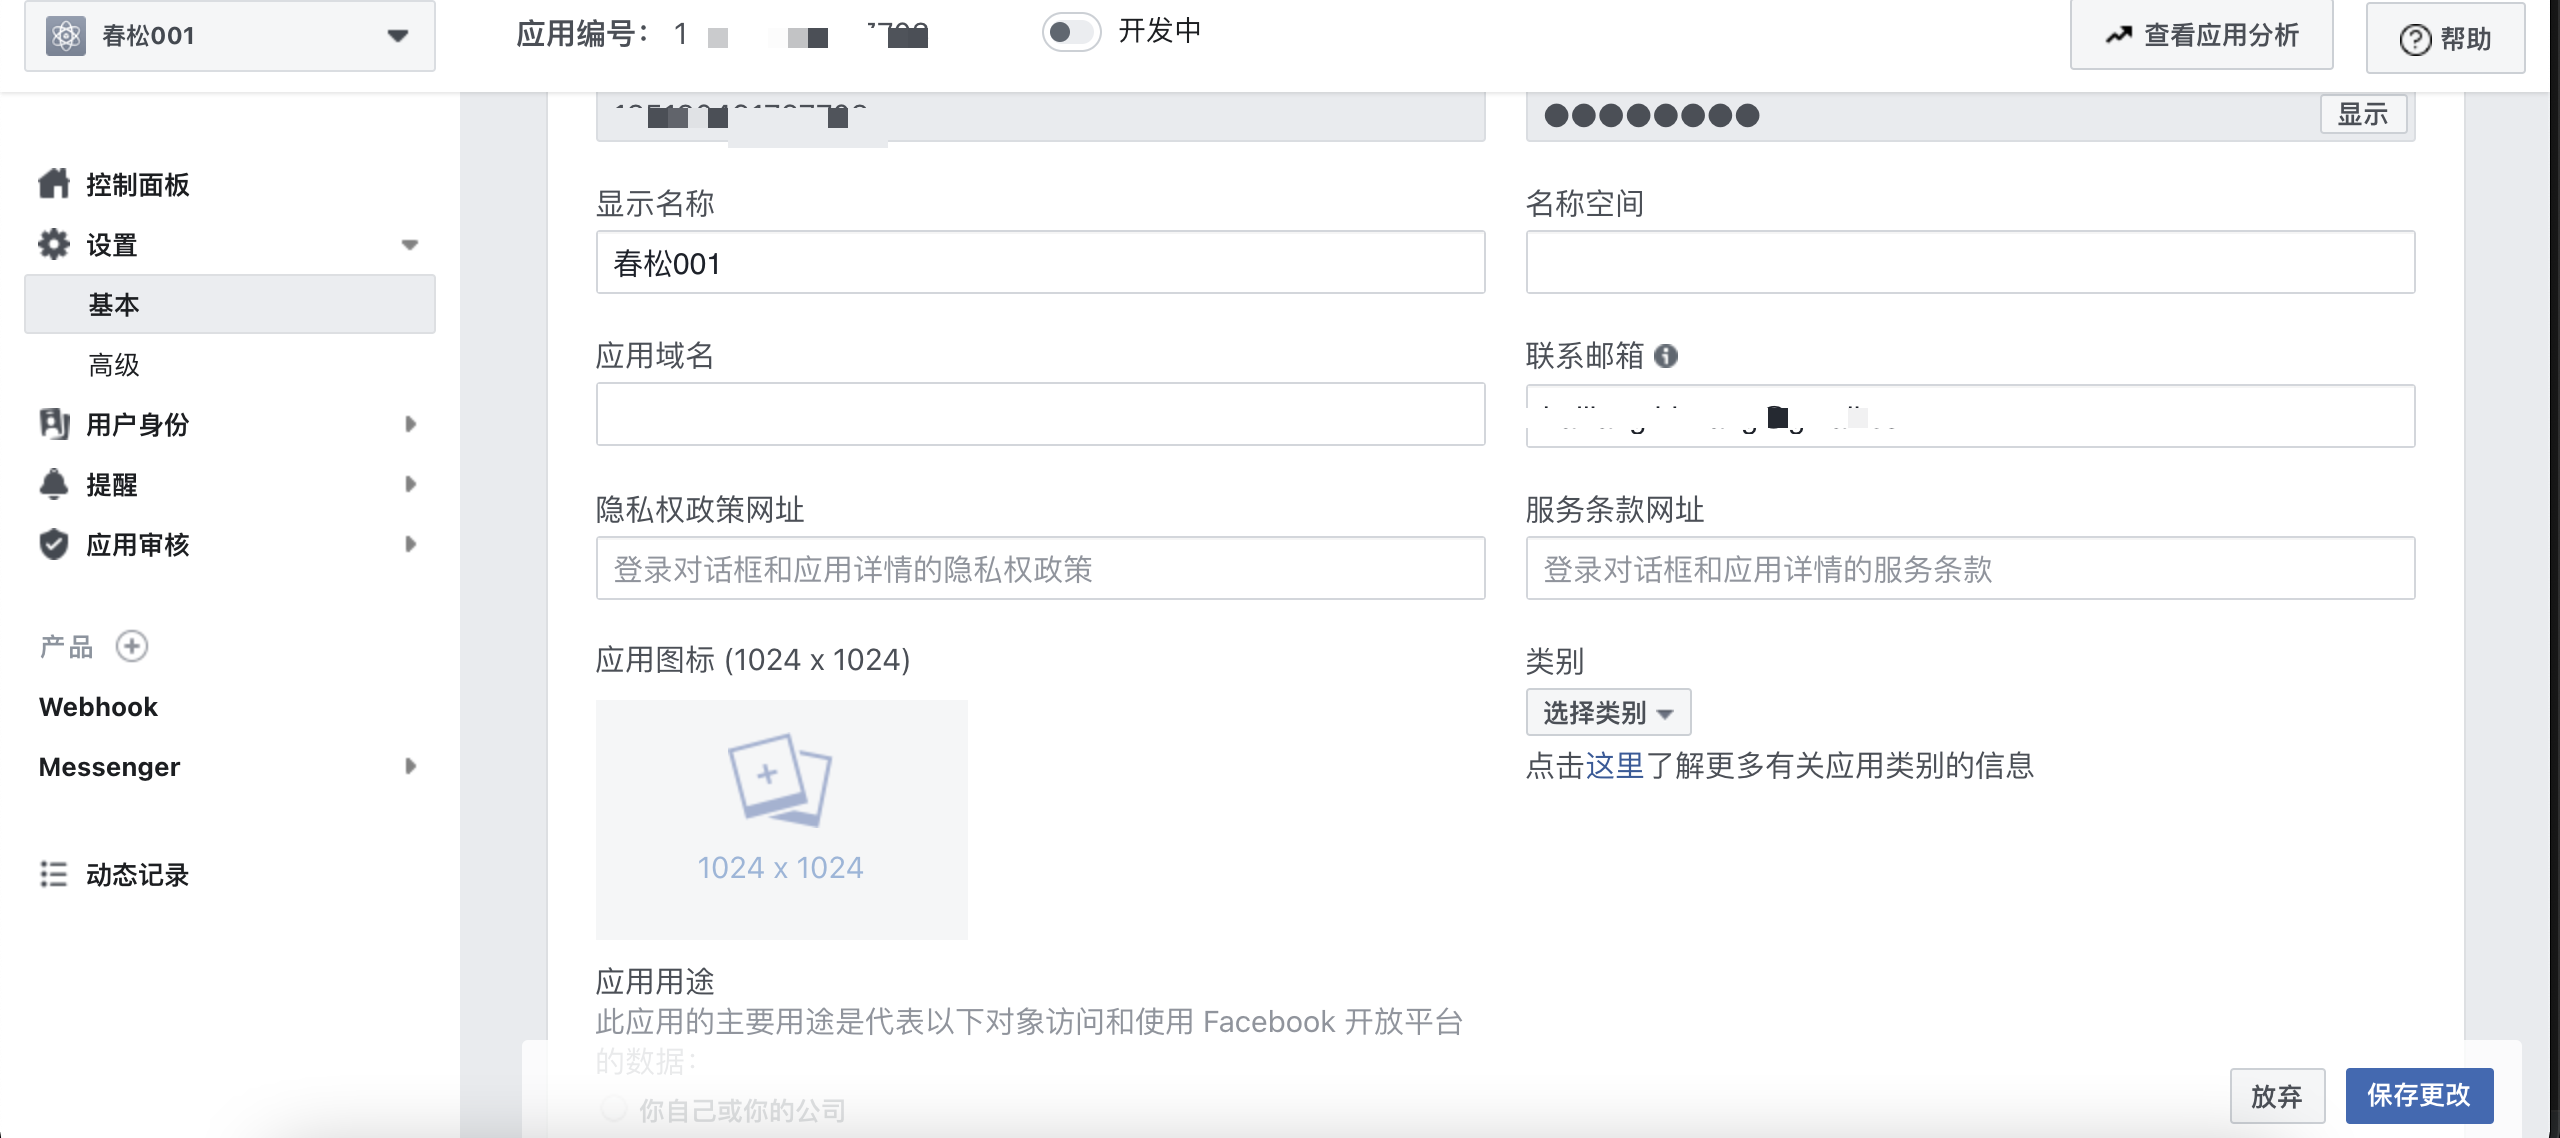 春松001
应用编号： 1
开发中
查看应用分析
帮助
控制面板
设置
基本
高级
用户身份
提醒
应用审核
产品
Webhook
Messenger
动态记录
显示
显示名称
名称空间
春松001
应用域名
联系邮箱
隐私权政策网址
服务条款网址
登录对话框和应用详情的隐私权政策
登录对话框和应用详情的服务条款
应用图标 (1024 x 1024)
类别
选择类别
点击这里了解更多有关应用类别的信息
1024 x 1024
应用用途
此应用的主要用途是代表以下对象访问和使用 Facebook 开放平台
的数据：
你自己或你的公司
放弃
保存更改